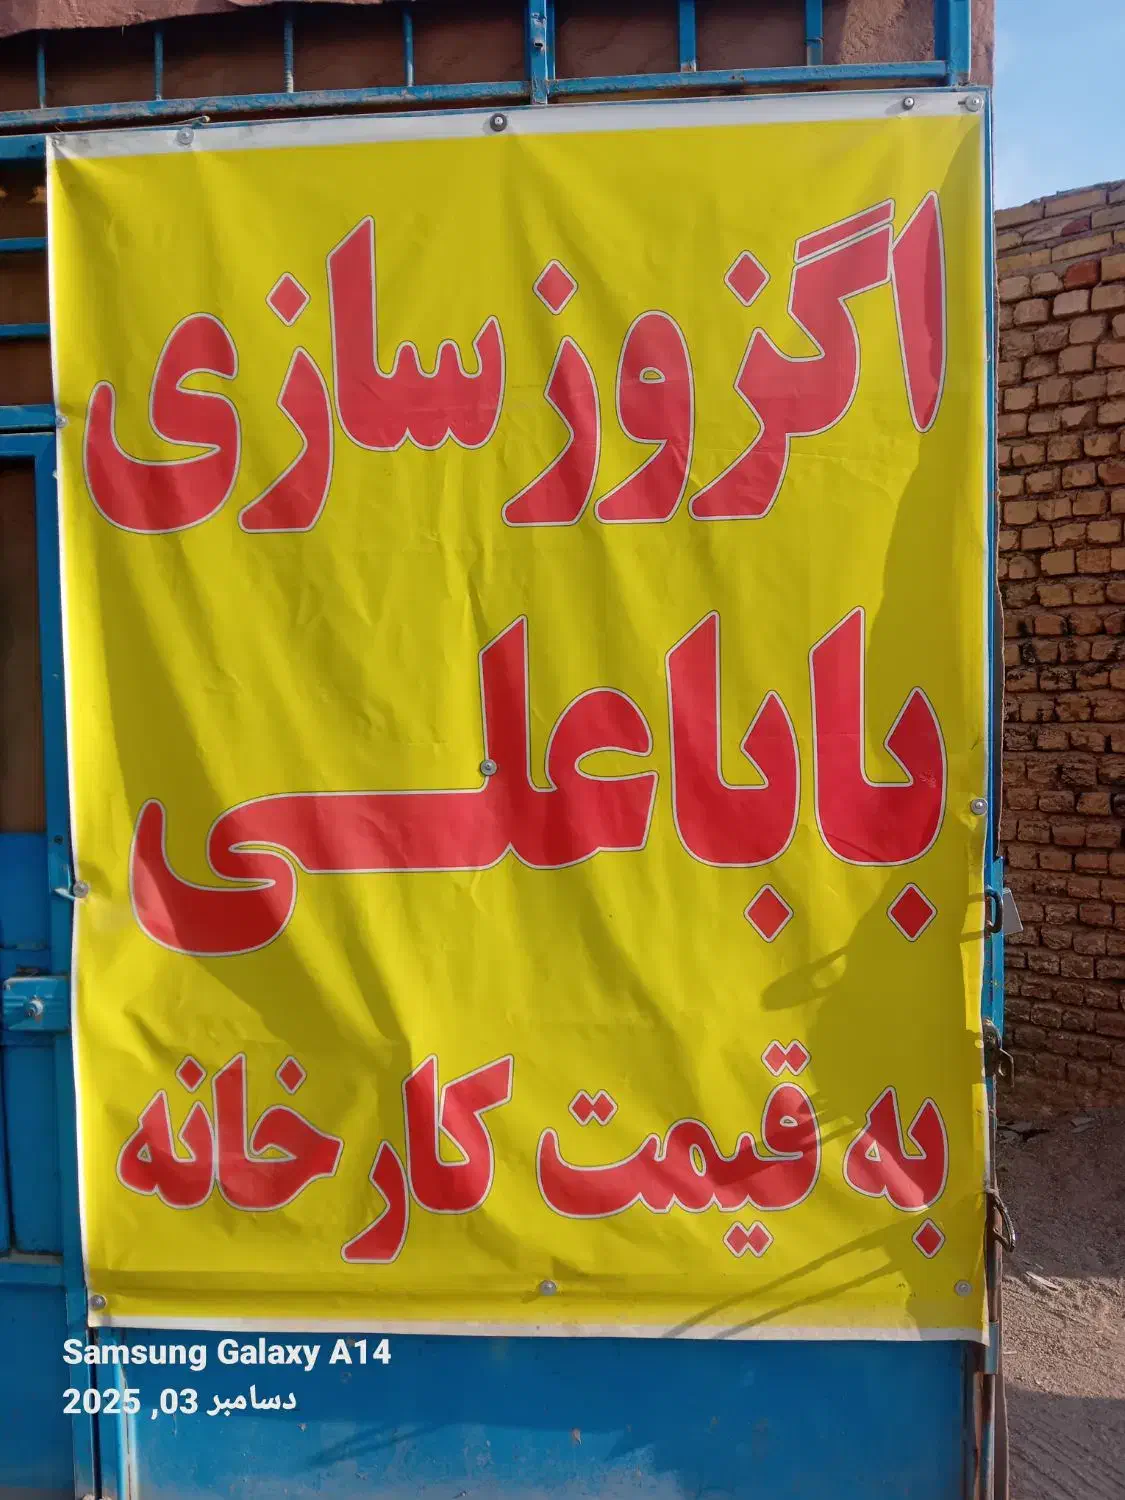 اگزوزسازی
باباعلی
به قیمت کارخانه
Samsung Galaxy A14
دسامبر 03, 2025